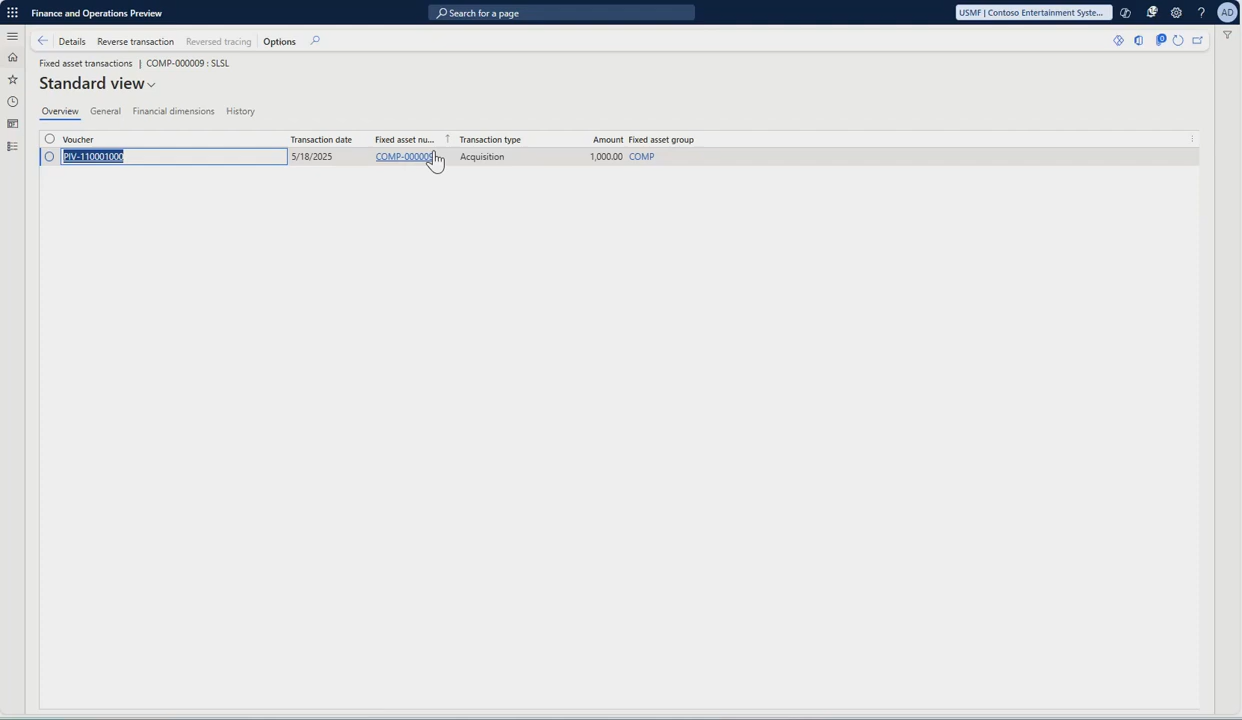 Finance and Operations Preview
Search for a page
USMF | Contoso Entertainment Syste...
AD
Details Reverse transaction Reversed tracing Options
Fixed asset transactions | COMP-000009 : SLSL
Standard view
Overview General Financial dimensions History
Voucher Transaction date Fixed asset nu... Transaction type Amount Fixed asset group
PIV-110001000 5/18/2025 COMP-000009 Acquisition 1,000.00 COMP